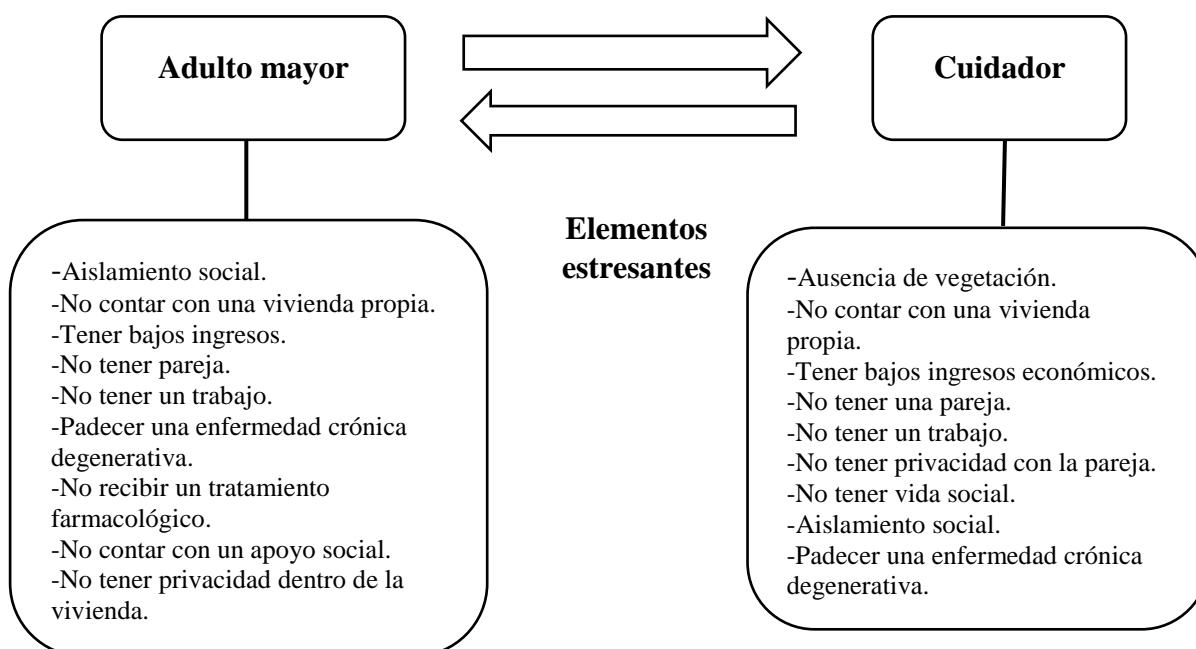 Adulto mayor
Cuidador
Elementos
estresantes
-Aislamiento social.
-No contar con una vivienda propia.
-Tener bajos ingresos.
-No tener pareja.
-No tener un trabajo.
-Padecer una enfermedad crónica
degenerativa.
-No recibir un tratamiento
farmacológico.
-No contar con un apoyo social.
-No tener privacidad dentro de la
vivienda.
-Ausencia de vegetación.
-No contar con una vivienda
propia.
-Tener bajos ingresos económicos.
-No tener una pareja.
-No tener un trabajo.
-No tener privacidad con la pareja.
-No tener vida social.
-Aislamiento social.
-Padecer una enfermedad crónica
degenerativa.